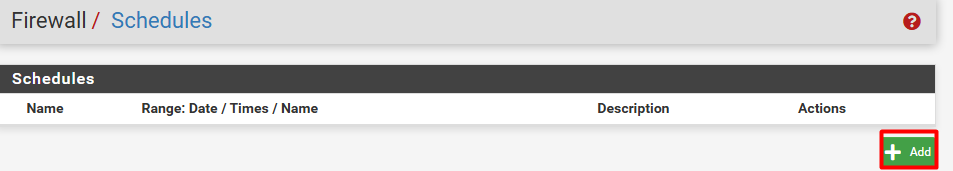 Firewall / Schedules
Schedules
Name Range: Date / Times / Name Description Actions
Add